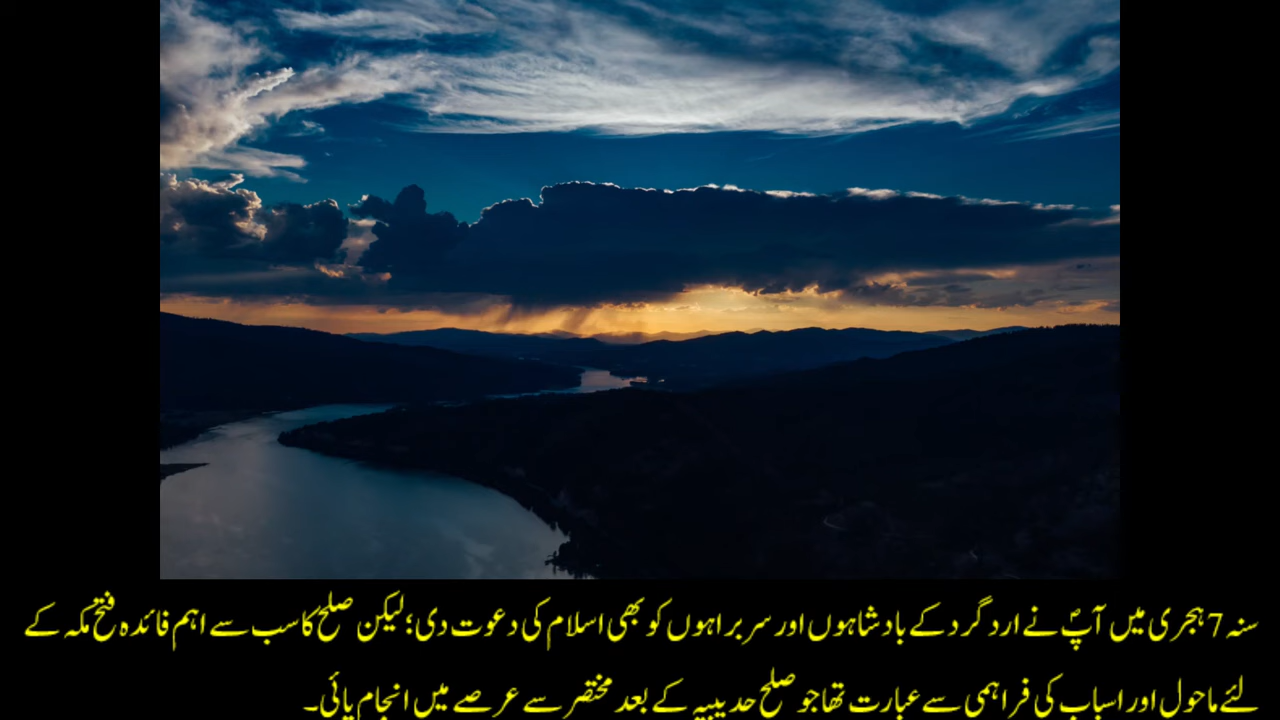 سنہ 7 ہجری میں آپؐ نے ارد گرد کے بادشاہوں اور سربراہوں کو بھی اسلام کی دعوت دی؛ لیکن صلح کا سب سے اہم فائدہ فتح مکہ کے
لئے ماحول اور اسباب کی فراہمی سے عبارت تھا جو صلح حدیبیہ کے بعد مختصر سے عرصے میں انجام پائی۔